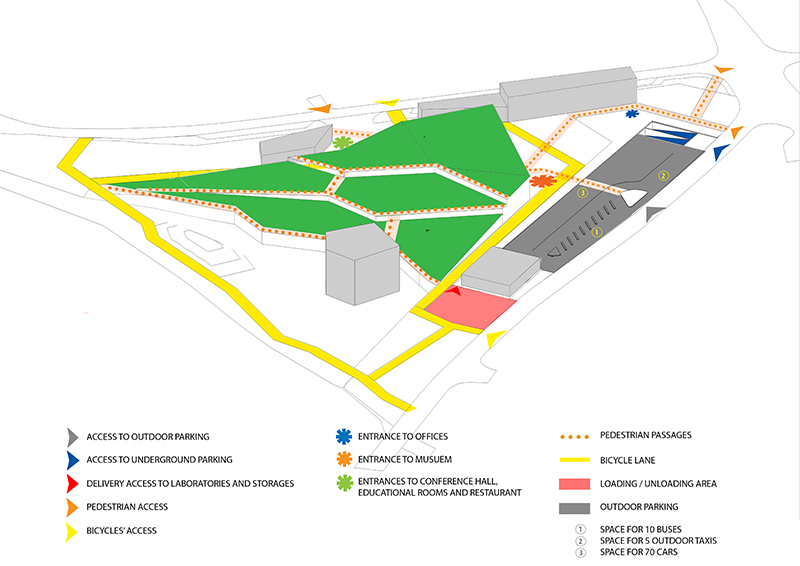 2
3
1
ACCESS TO OUTDOOR PARKING
ACCESS TO UNDERGROUND PARKING
DELIVERY ACCESS TO LABORATORIES AND STORAGES
PEDESTRIAN ACCESS
BICYCLES' ACCESS
ENTRANCE TO OFFICES
ENTRANCE TO MUSUEM
ENTRANCES TO CONFERENCE HALL,
EDUCATIONAL ROOMS AND RESTAURANT
PEDESTRIAN PASSAGES
BICYCLE LANE
LOADING / UNLOADING AREA
OUTDOOR PARKING
1 SPACE FOR 10 BUSES
2 SPACE FOR 5 OUTDOOR TAXIS
3 SPACE FOR 70 CARS